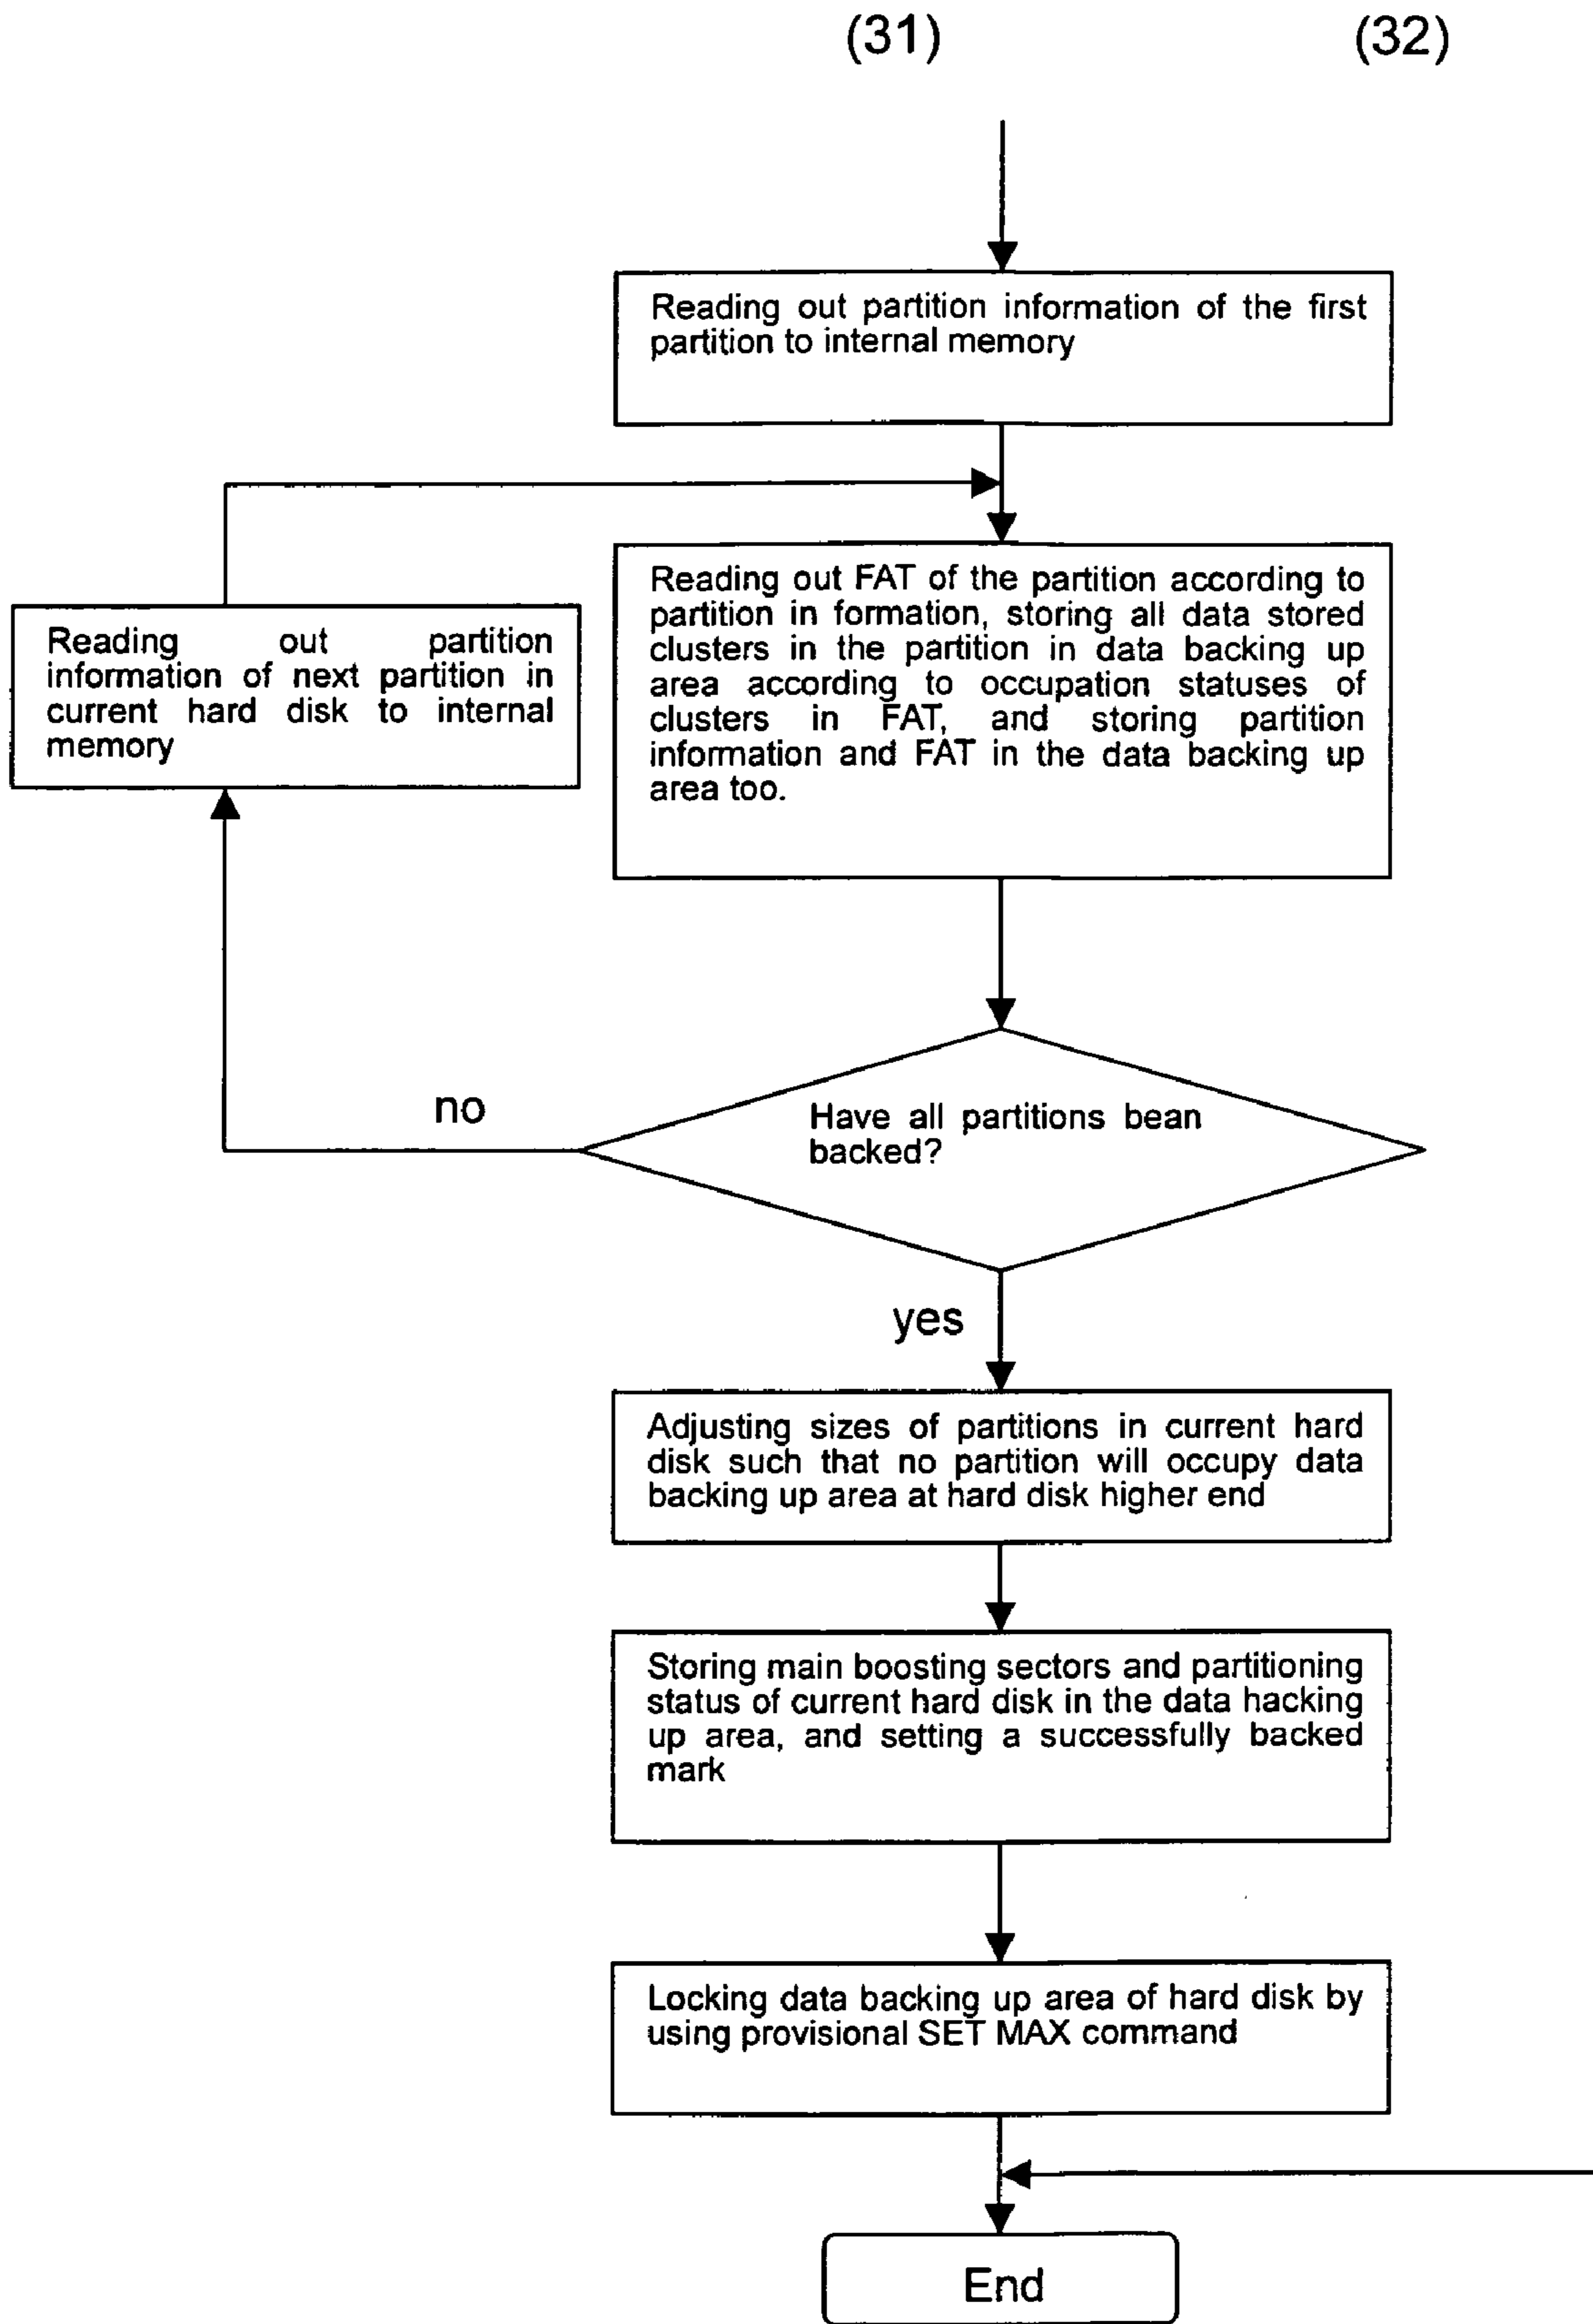 (31) (32)
Reading out partition information of the first
partition to internal memory
Reading out FAT of the partition according to
partition in formation, storing all data stored
clusters in the partition in data backing up
area according to occupation statuses of
clusters in FAT, and storing partition
information and FAT in the data backing up
area too.
Reading out partition
information of next partition in
current hard disk to internal
memory
no
Have all partitions bean
backed?
yes
Adjusting sizes of partitions in current hard
disk such that no partition will occupy data
backing up area at hard disk higher end
Storing main boosting sectors and partitioning
status of current hard disk in the data hacking
up area, and setting a successfully backed
mark
Locking data backing up area of hard disk by
using provisional SET MAX command
End